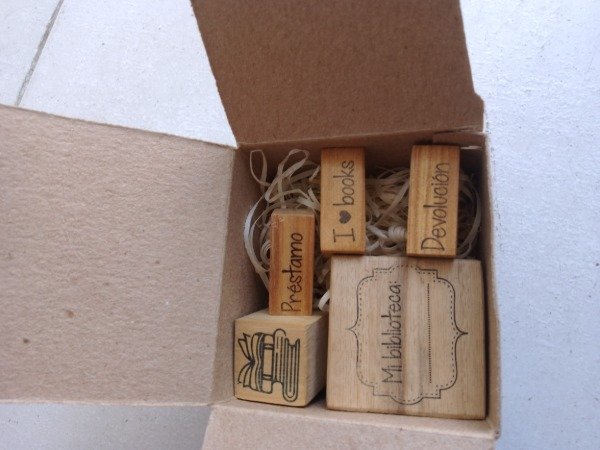 I ♥ books
Devolución
Préstamo
Mi biblioteca: